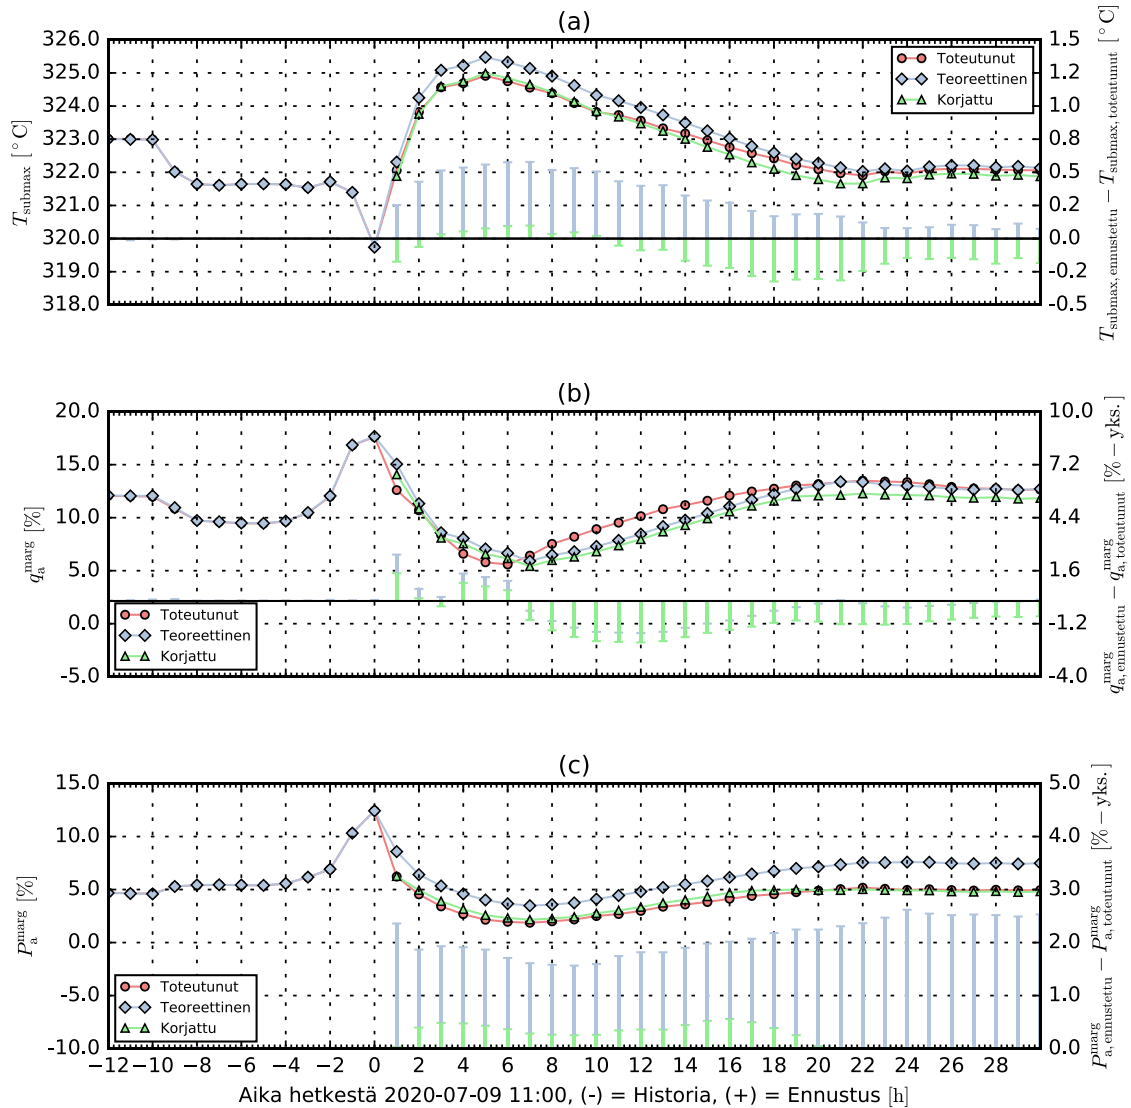 (a)
326.0
325.0
324.0
323.0
322.0
321.0
320.0
319.0
318.0
T_submax [°C]
1.5
1.2
1.0
0.8
0.5
0.2
0.0
-0.2
-0.5
T_submax, ennustettu − T_submax, toteutunut [°C]
Toteutunut
Teoreettinen
Korjattu
(b)
20.0
15.0
10.0
5.0
0.0
-5.0
q_a^marg [%]
10.0
7.2
4.4
1.6
-1.2
-4.0
q_a, ennustettu^marg − q_a, toteutunut^marg [% − yks.]
Toteutunut
Teoreettinen
Korjattu
(c)
15.0
10.0
5.0
0.0
-5.0
-10.0
P_a^marg [%]
5.0
4.0
3.0
2.0
1.0
0.0
P_a, ennustettu^marg − P_a, toteutunut^marg [% − yks.]
Toteutunut
Teoreettinen
Korjattu
−12 −10 −8 −6 −4 −2 0 2 4 6 8 10 12 14 16 18 20 22 24 26 28
Aika hetkestä 2020-07-09 11:00, (-) = Historia, (+) = Ennustus [h]